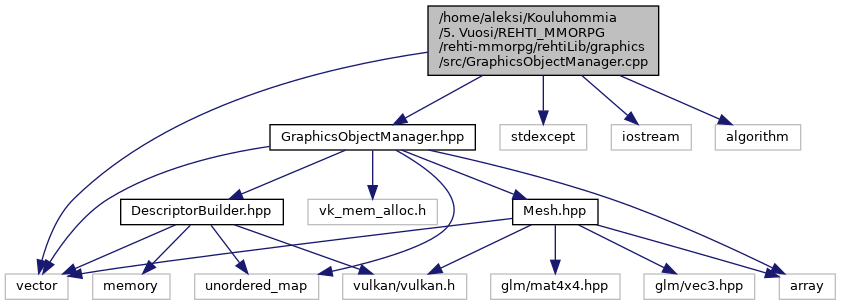 /home/aleksi/Kouluhommia
/5. Vuosi/REHTI_MMORPG
/rehti-mmorpg/rehtiLib/graphics
/src/GraphicsObjectManager.cpp
GraphicsObjectManager.hpp
stdexcept
iostream
algorithm
DescriptorBuilder.hpp
vk_mem_alloc.h
Mesh.hpp
vector
memory
unordered_map
vulkan/vulkan.h
glm/mat4x4.hpp
glm/vec3.hpp
array